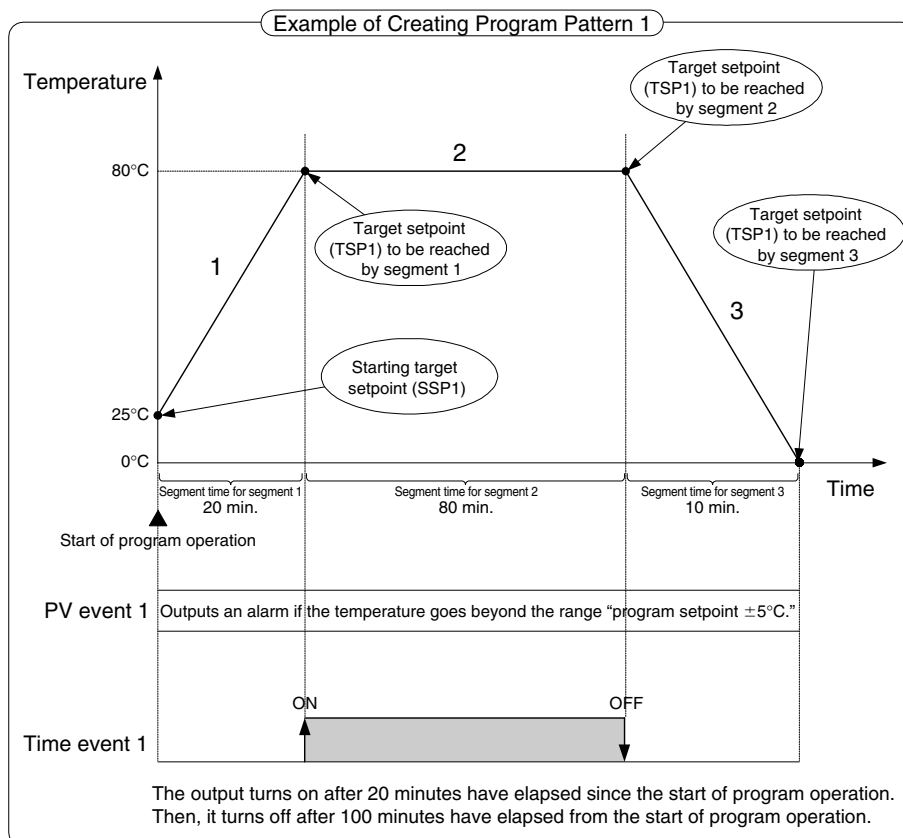 Example of Creating Program Pattern 1
Temperature
Target setpoint
(TSP1) to be reached
by segment 2
80°C
2
Target setpoint
(TSP1) to be reached
by segment 1
Target setpoint
(TSP1) to be reached
by segment 3
1
3
Starting target
setpoint (SSP1)
25°C
0°C
Time
Segment time for segment 1
20 min.
Segment time for segment 2
80 min.
Segment time for segment 3
10 min.
Start of program operation
PV event 1
Outputs an alarm if the temperature goes beyond the range “program setpoint ±5°C.”
ON
OFF
Time event 1
The output turns on after 20 minutes have elapsed since the start of program operation.
Then, it turns off after 100 minutes have elapsed from the start of program operation.